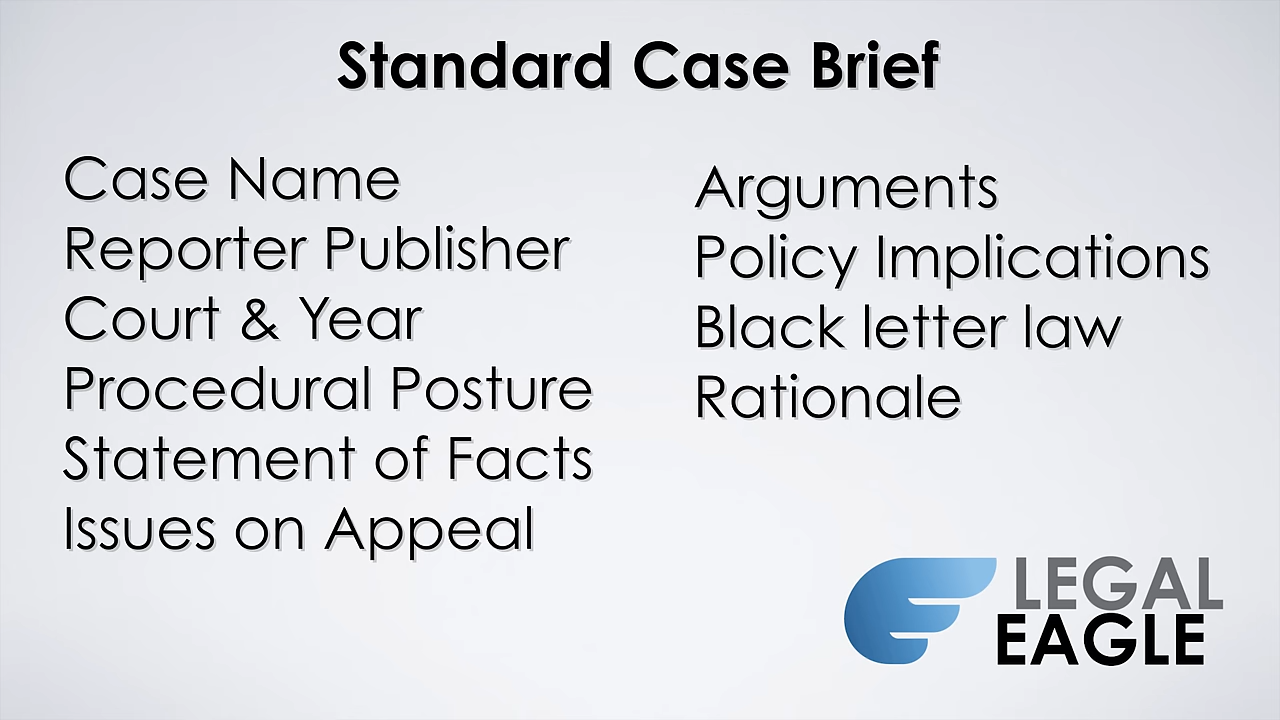 Standard Case Brief
Case Name
Reporter Publisher
Court & Year
Procedural Posture
Statement of Facts
Issues on Appeal
Arguments
Policy Implications
Black letter law
Rationale
LEGAL
EAGLE